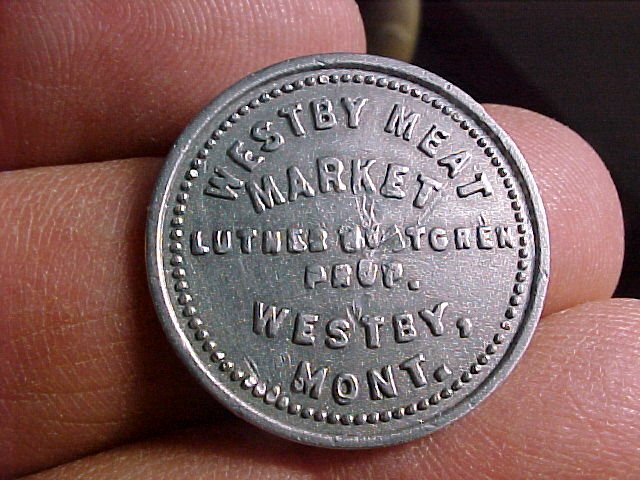 WESTBY MEAT
MARKET
LUTHER
PROP.
WESTBY,
MONT.